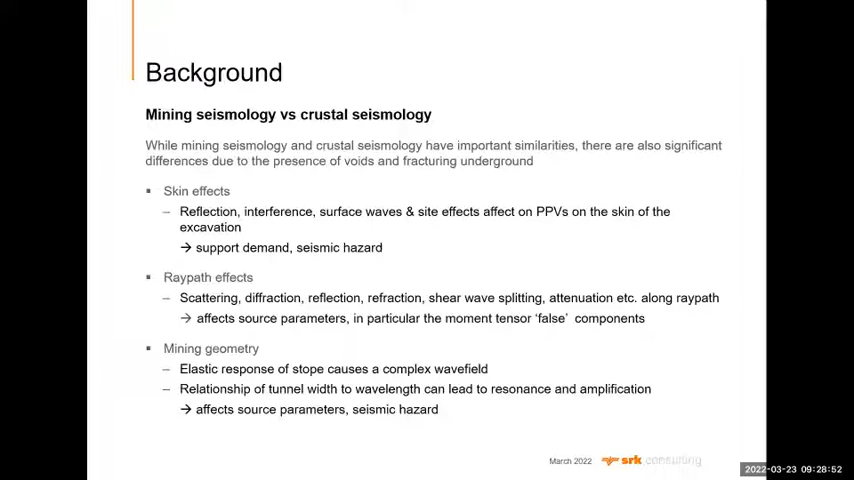 Background
Mining seismology vs crustal seismology
While mining seismology and crustal seismology have important similarities, there are also significant
differences due to the presence of voids and fracturing underground
▪ Skin effects
– Reflection, interference, surface waves & site effects affect on PPVs on the skin of the
excavation
→ support demand, seismic hazard
▪ Raypath effects
– Scattering, diffraction, reflection, refraction, shear wave splitting, attenuation etc. along raypath
→ affects source parameters, in particular the moment tensor ‘false’ components
▪ Mining geometry
– Elastic response of stope causes a complex wavefield
– Relationship of tunnel width to wavelength can lead to resonance and amplification
→ affects source parameters, seismic hazard
March 2022 srk consulting
2022-03-23 09:28:52